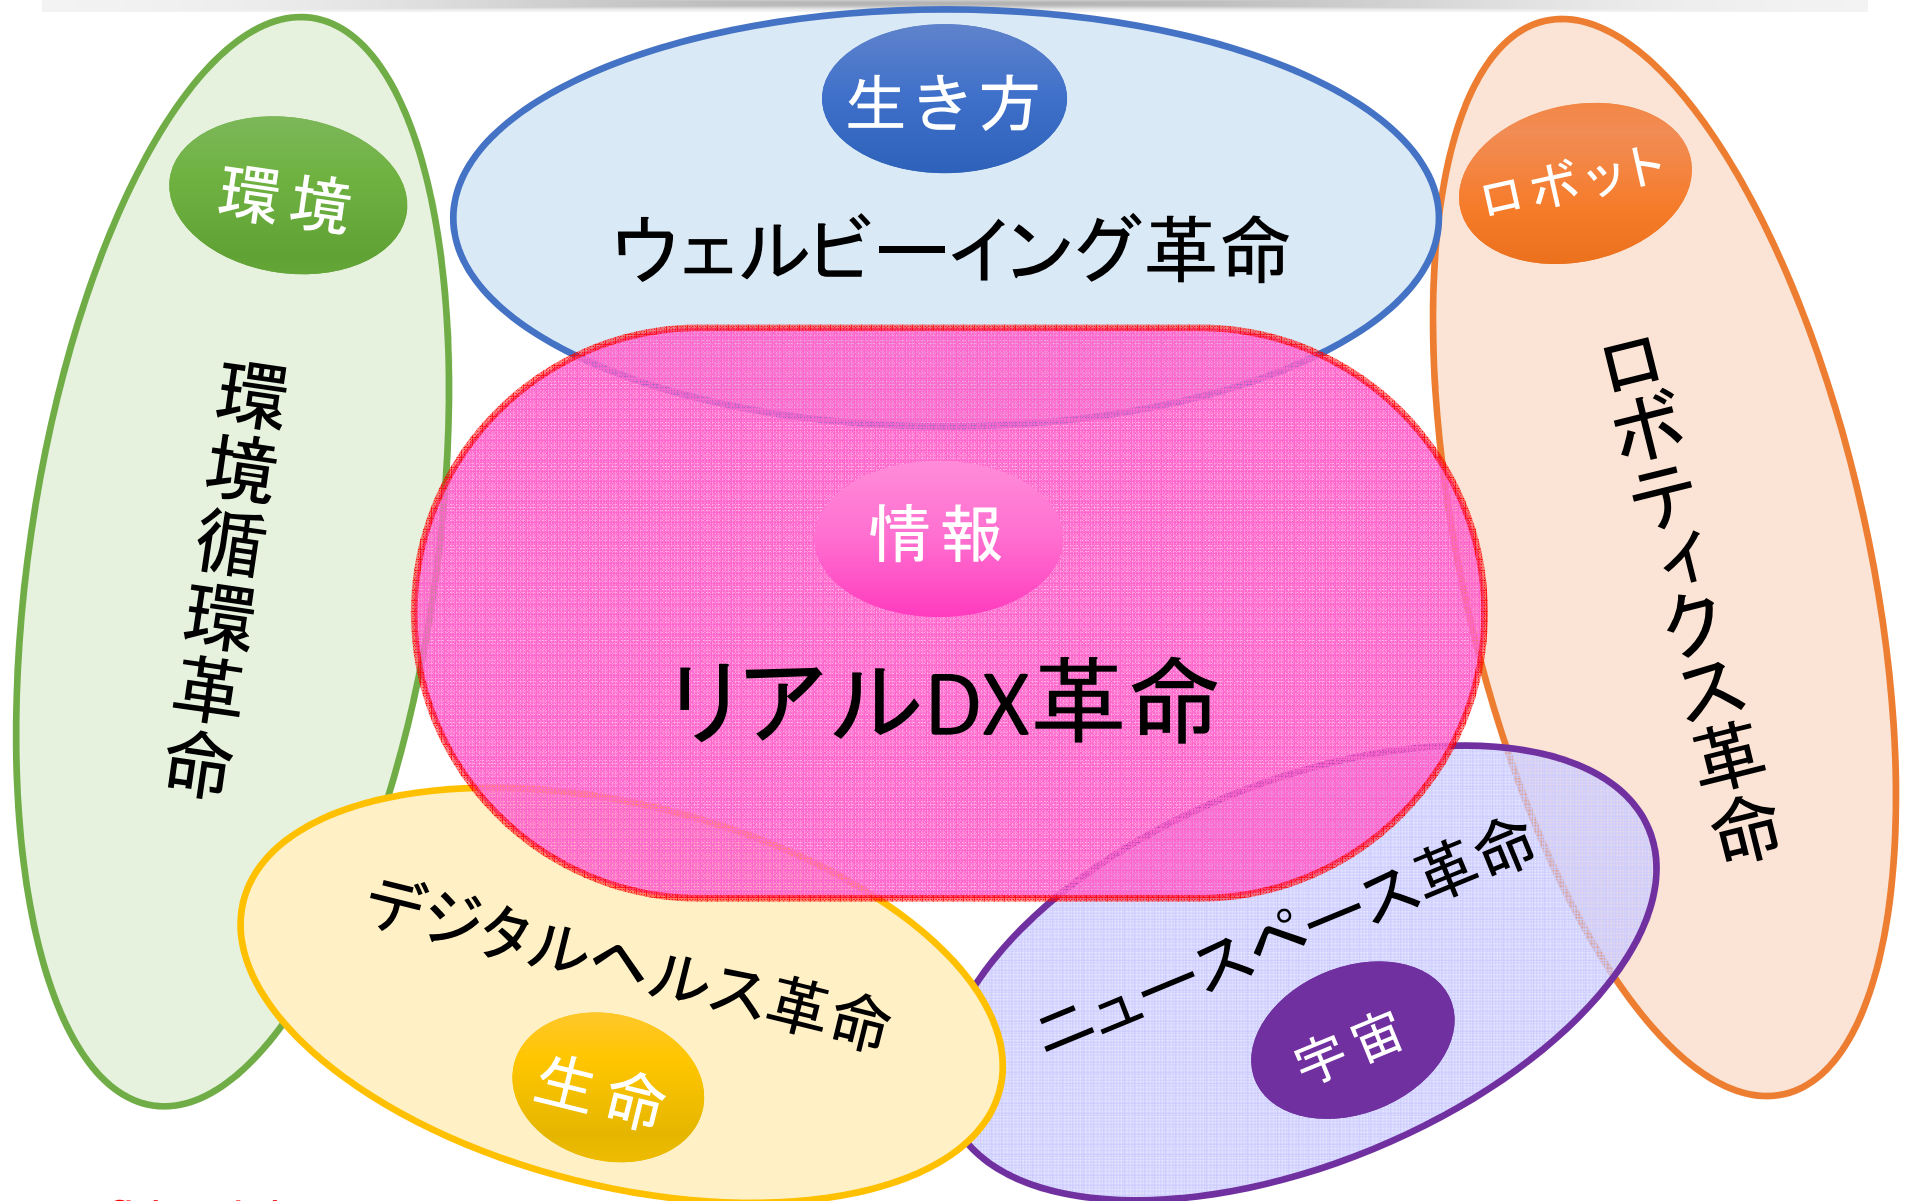 生き方
ウェルビーイング革命
環境
環境循環革命
ロボット
ロボティクス革命
情報
リアルDX革命
デジタルヘルス革命
生命
ニュースペース革命
宇宙